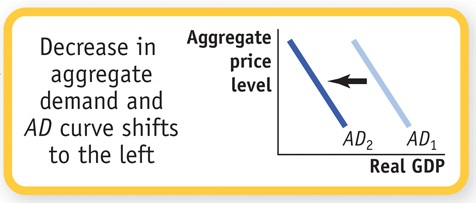 Decrease in
aggregate
demand and
AD curve shifts
to the left
Aggregate
price
level
AD2
AD1
Real GDP